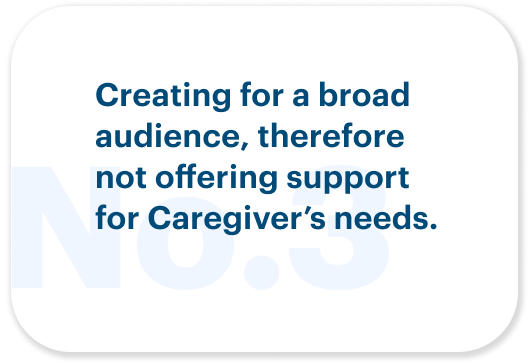 Creating for a broad
audience, therefore
not offering support
for Caregiver’s needs.
No.3